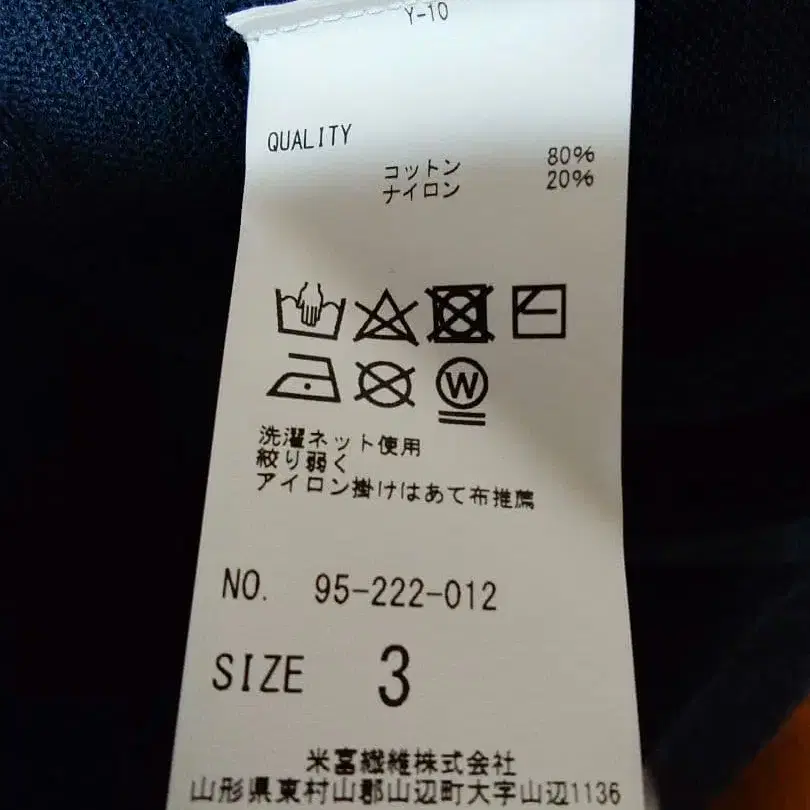 Y-10
QUALITY
コットン 80%
ナイロン 20%
W
洗濯ネット使用
絞り弱く
アイロン掛けはあて布推薦
NO. 95-222-012
SIZE 3
米富繊維株式会社
山形県東村山郡山辺町大字山辺1136